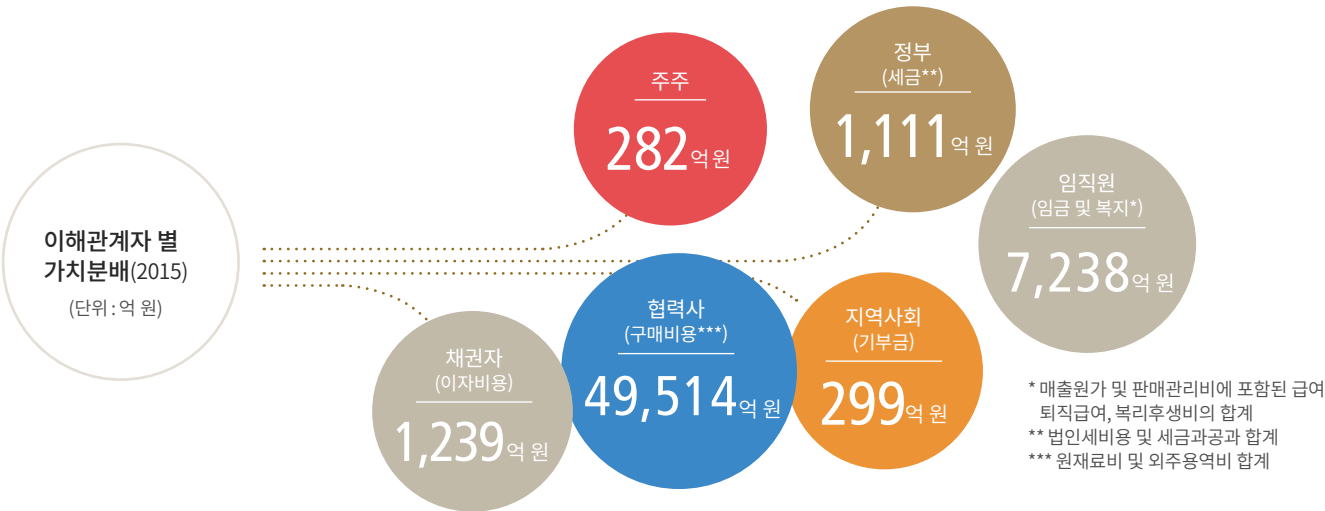 이해관계자 별
가치분배(2015)
(단위 : 억 원)
주주
282억 원
정부
(세금**)
1,111억 원
임직원
(임금 및 복지*)
7,238억 원
채권자
(이자비용)
1,239억 원
협력사
(구매비용***)
49,514억 원
지역사회
(기부금)
299억 원
* 매출원가 및 판매관리비에 포함된 급여
퇴직급여, 복리후생비의 합계
** 법인세비용 및 세금과공과 합계
*** 원재료비 및 외주용역비 합계